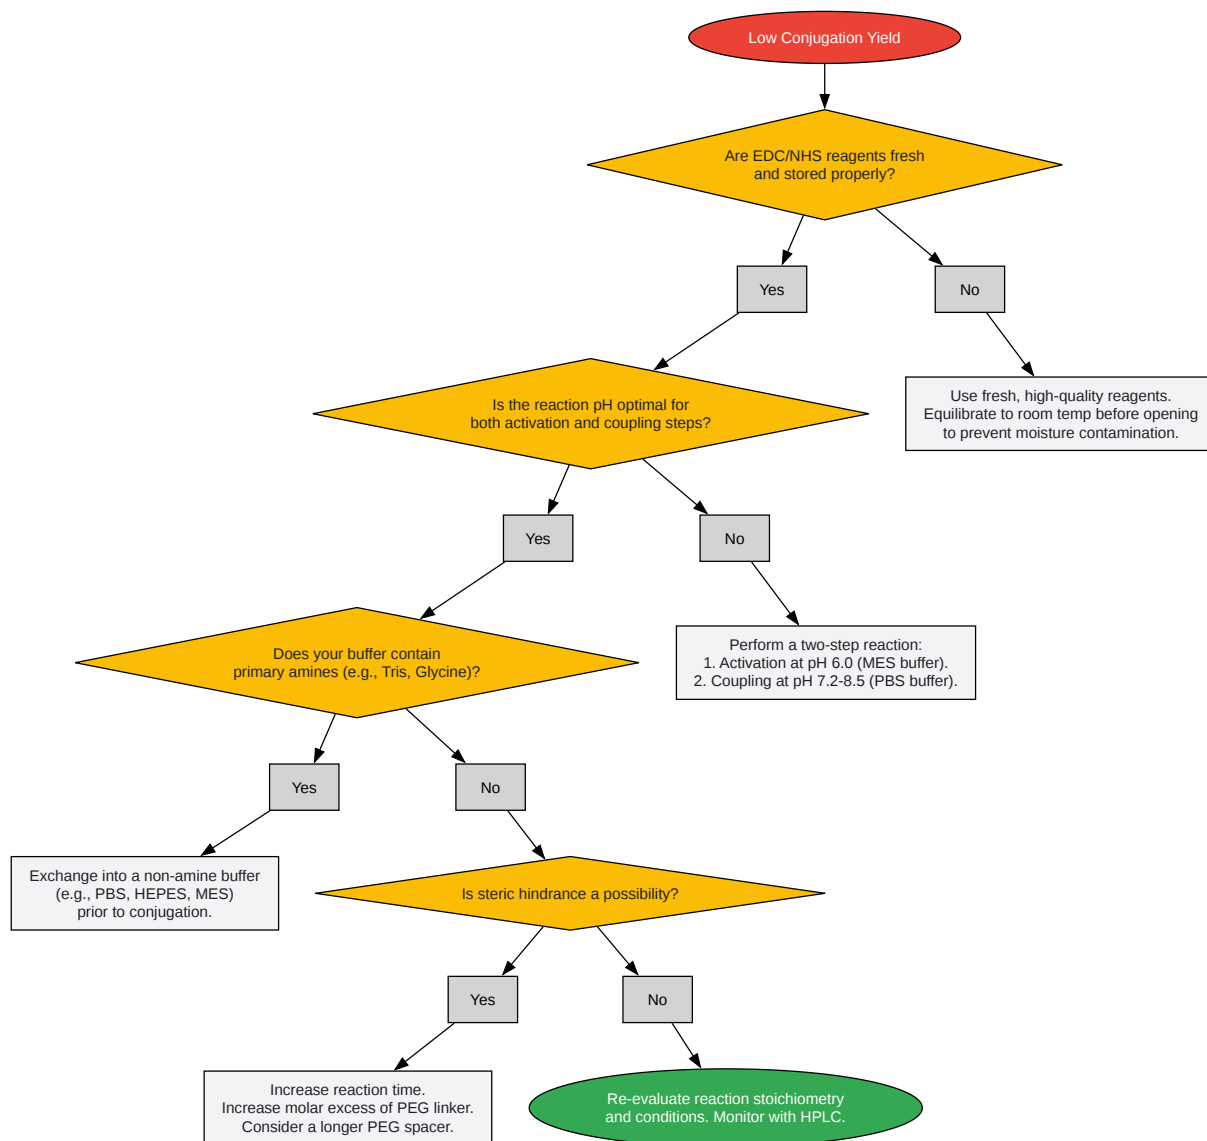 Low Conjugation Yield
Are EDC/NHS reagents fresh
and stored properly?
Yes
No
Use fresh, high-quality reagents.
Equilibrate to room temp before opening
to prevent moisture contamination.
Is the reaction pH optimal for
both activation and coupling steps?
Yes
No
Perform a two-step reaction:
1. Activation at pH 6.0 (MES buffer).
2. Coupling at pH 7.2-8.5 (PBS buffer).
Does your buffer contain
primary amines (e.g., Tris, Glycine)?
Yes
No
Exchange into a non-amine buffer
(e.g., PBS, HEPES, MES)
prior to conjugation.
Is steric hindrance a possibility?
Yes
No
Increase reaction time.
Increase molar excess of PEG linker.
Consider a longer PEG spacer.
Re-evaluate reaction stoichiometry
and conditions. Monitor with HPLC.